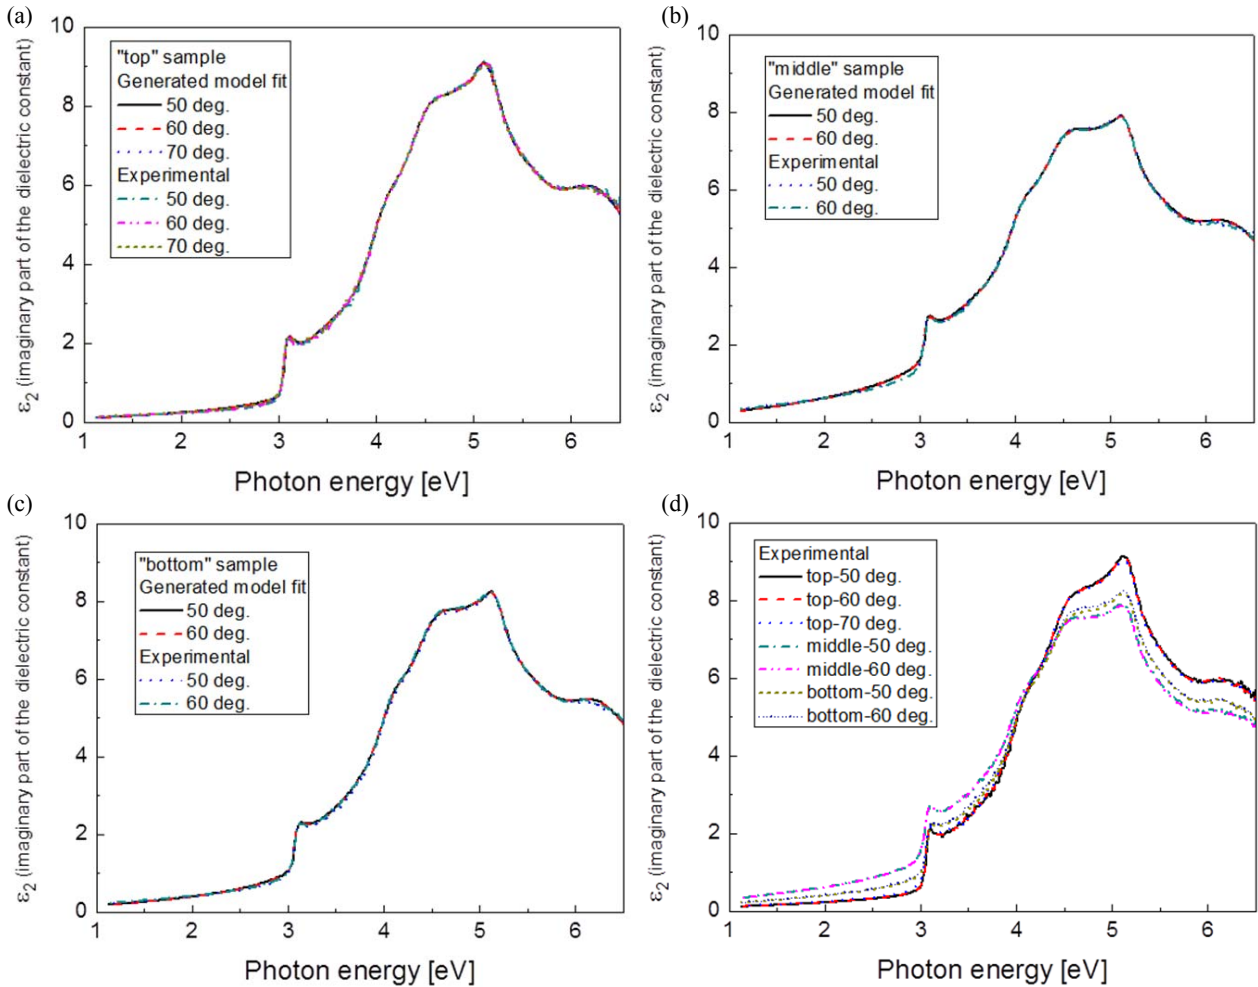 (a)
10
8
6
4
2
0
ε2 (imaginary part of the dielectric constant)
"top" sample
Generated model fit
50 deg.
60 deg.
70 deg.
Experimental
50 deg.
60 deg.
70 deg.
1 2 3 4 5 6
Photon energy [eV]
(b)
10
8
6
4
2
0
ε2 (imaginary part of the dielectric constant)
"middle" sample
Generated model fit
50 deg.
60 deg.
Experimental
50 deg.
60 deg.
1 2 3 4 5 6
Photon energy [eV]
(c)
10
8
6
4
2
0
ε2 (imaginary part of the dielectric constant)
"bottom" sample
Generated model fit
50 deg.
60 deg.
Experimental
50 deg.
60 deg.
1 2 3 4 5 6
Photon energy [eV]
(d)
10
8
6
4
2
0
ε2 (imaginary part of the dielectric constant)
Experimental
top-50 deg.
top-60 deg.
top-70 deg.
middle-50 deg.
middle-60 deg.
bottom-50 deg.
bottom-60 deg.
1 2 3 4 5 6
Photon energy [eV]